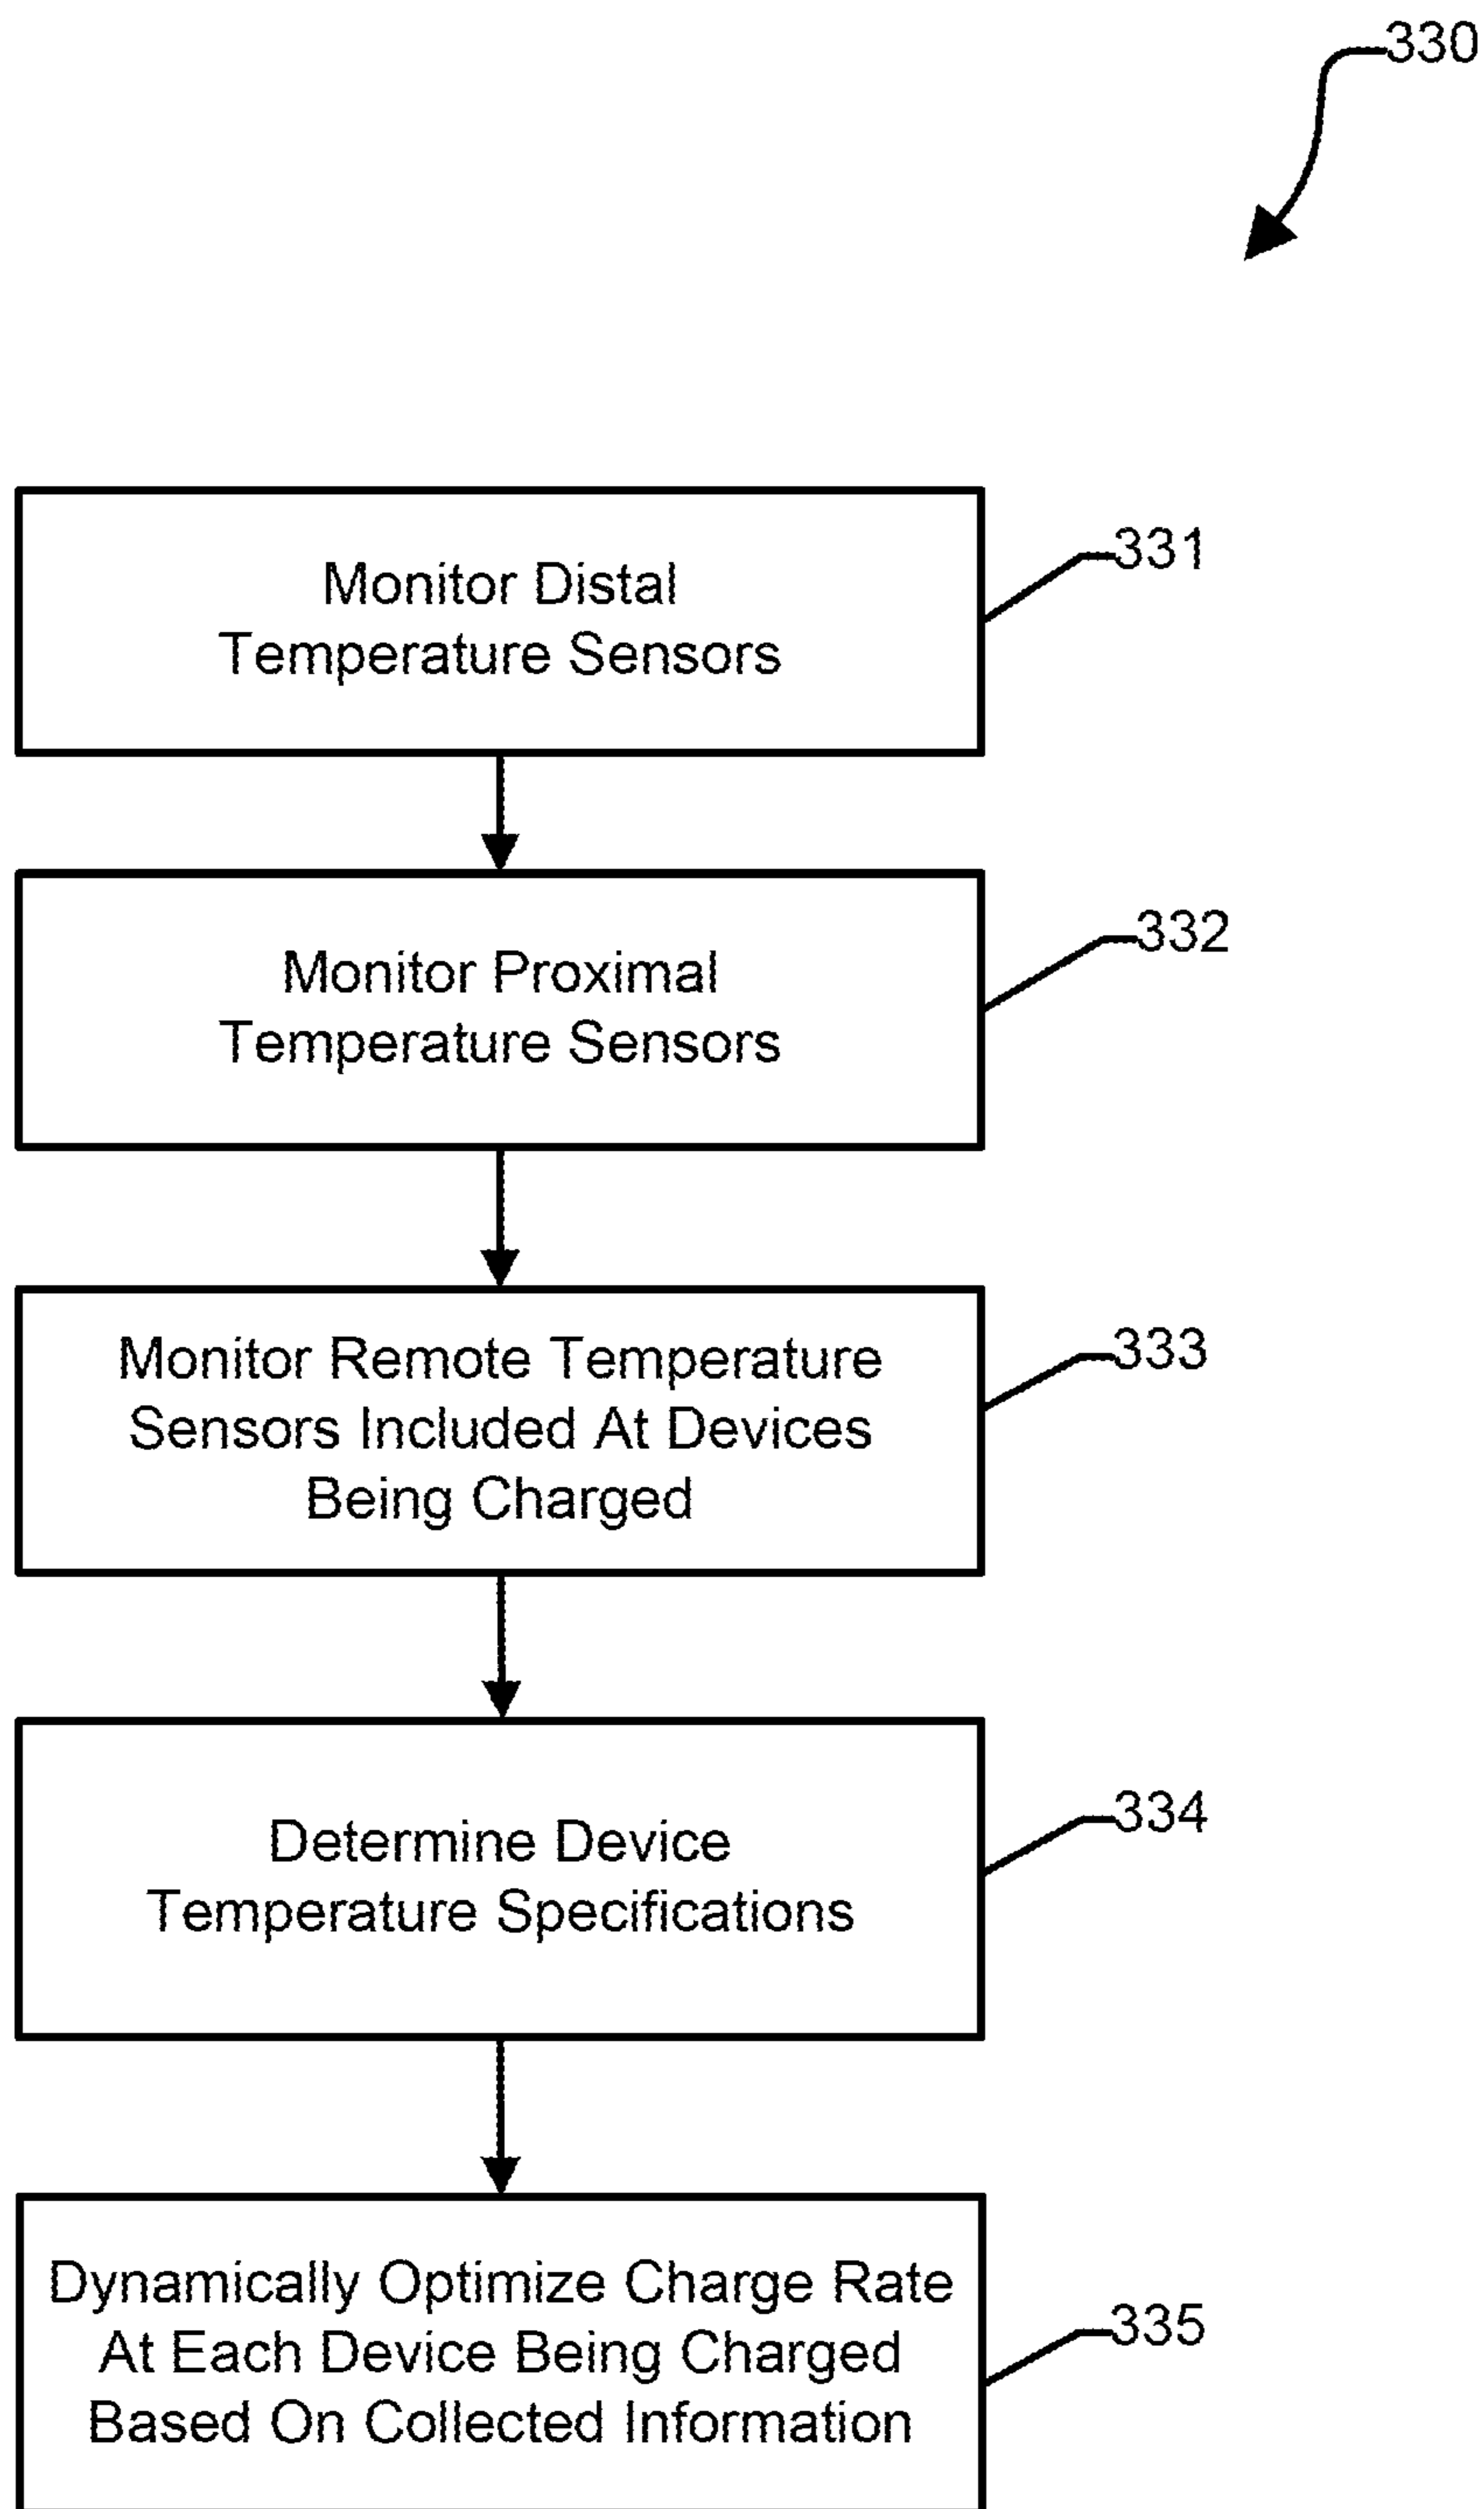 330
Monitor Distal
Temperature Sensors
331
Monitor Proximal
Temperature Sensors
332
Monitor Remote Temperature
Sensors Included At Devices
Being Charged
333
Determine Device
Temperature Specifications
334
Dynamically Optimize Charge Rate
At Each Device Being Charged
Based On Collected Information
335